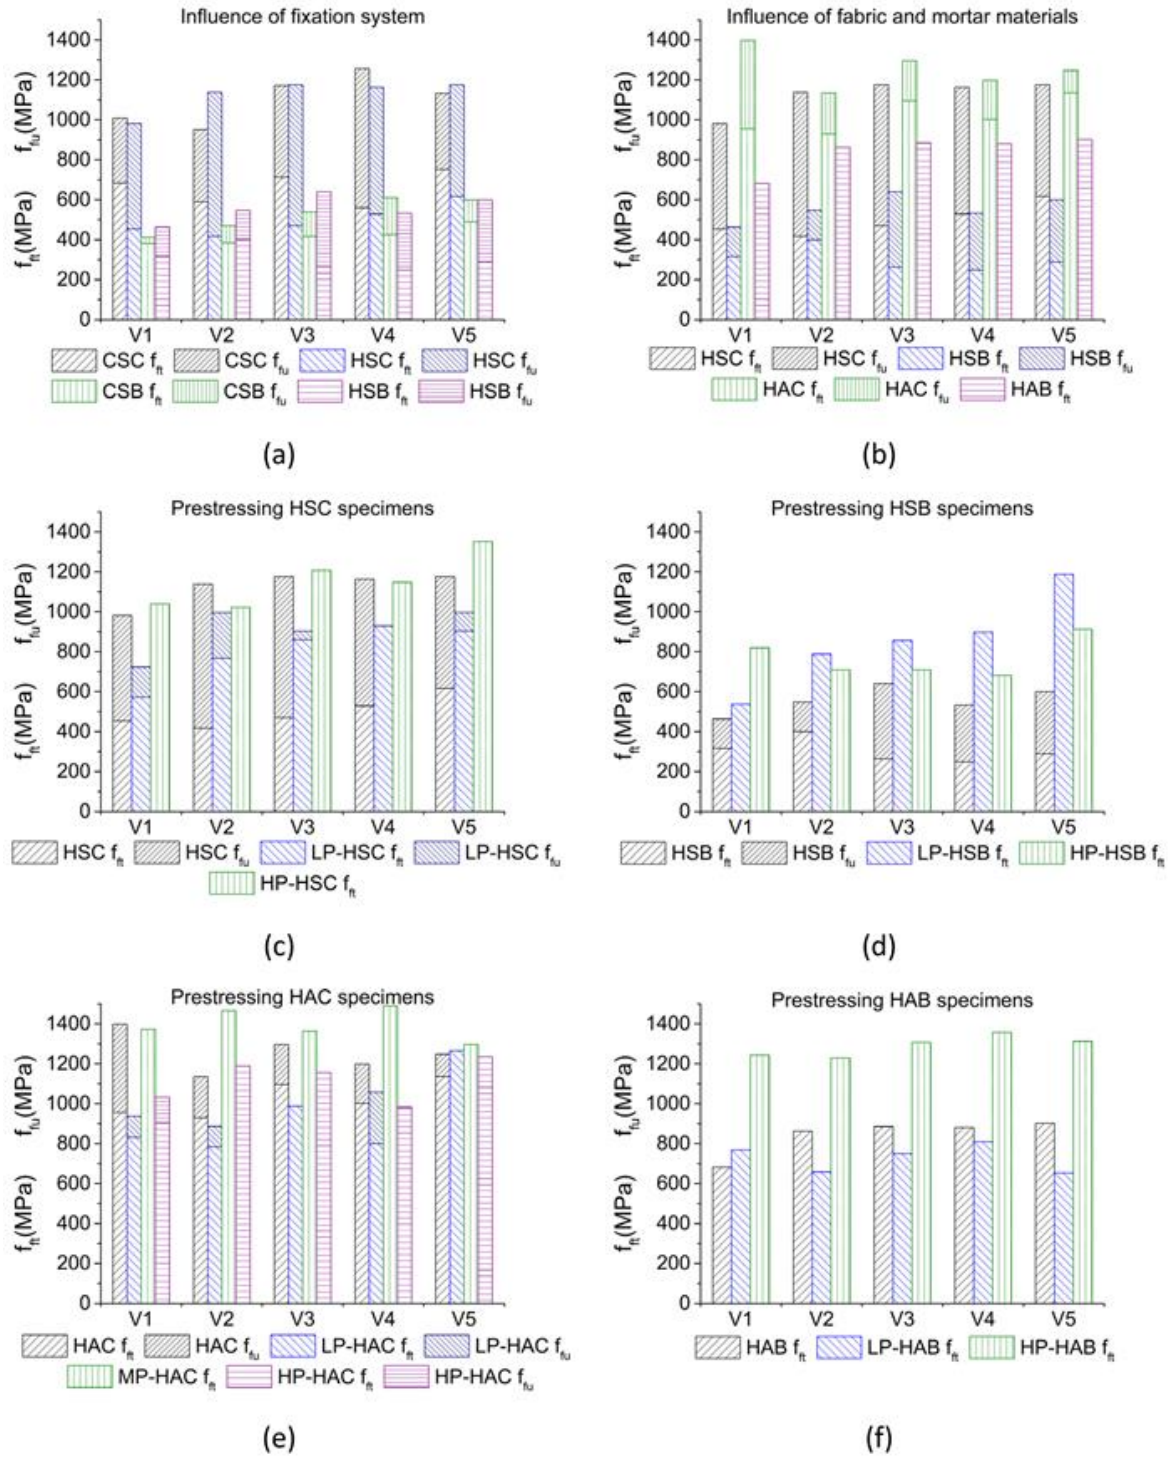 Influence of fixation system
f_fu(MPa)
f_ft(MPa)
1400
1200
1000
800
600
400
200
0
V1 V2 V3 V4 V5
CSC f_ft CSC f_fu HSC f_ft HSC f_fu
CSB f_ft CSB f_fu HSB f_ft HSB f_fu
(a)
Influence of fabric and mortar materials
f_fu(MPa)
f_ft(MPa)
1400
1200
1000
800
600
400
200
0
V1 V2 V3 V4 V5
HSC f_ft HSC f_fu HSB f_ft HSB f_fu
HAC f_ft HAC f_fu HAB f_ft
(b)
Prestressing HSC specimens
f_fu(MPa)
f_ft(MPa)
1400
1200
1000
800
600
400
200
0
V1 V2 V3 V4 V5
HSC f_ft HSC f_fu LP-HSC f_ft LP-HSC f_fu
HP-HSC f_ft
(c)
Prestressing HSB specimens
f_fu(MPa)
f_ft(MPa)
1400
1200
1000
800
600
400
200
0
V1 V2 V3 V4 V5
HSB f_ft HSB f_fu LP-HSB f_ft HP-HSB f_ft
(d)
Prestressing HAC specimens
f_fu(MPa)
f_ft(MPa)
1400
1200
1000
800
600
400
200
0
V1 V2 V3 V4 V5
HAC f_ft HAC f_fu LP-HAC f_ft LP-HAC f_fu
MP-HAC f_ft HP-HAC f_ft HP-HAC f_fu
(e)
Prestressing HAB specimens
f_fu(MPa)
f_ft(MPa)
1400
1200
1000
800
600
400
200
0
V1 V2 V3 V4 V5
HAB f_ft LP-HAB f_ft HP-HAB f_ft
(f)